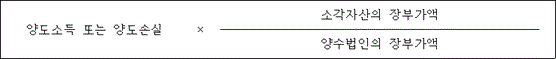 소각자산의 장부가액
양도소득 또는 양도손실 ×
양수법인의 장부가액